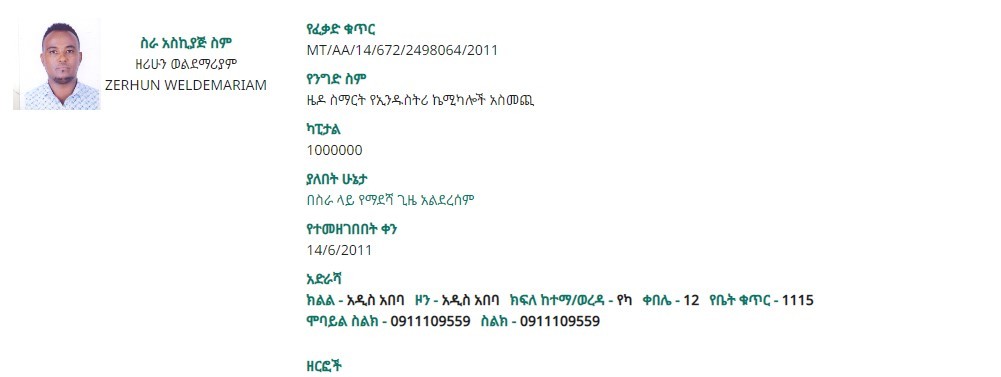 ስራ አስኪያጅ ስም
ዘሪሁን ወልደማሪያም
ZERHUN WELDEMARIAM
የፈቃድ ቁጥር
MT/AA/14/672/2498064/2011
የንግድ ስም
ዜዶ ስማርት የኢንዱስትሪ ኬሚካሎች አስመጪ
ካፒታል
1000000
ያለበት ሁኔታ
በስራ ላይ የማደሻ ጊዜ አልደረሰም
የተመዘገበበት ቀን
14/6/2011
አድራሻ
ክልል - አዲስ አበባ ዞን - አዲስ አበባ ክፍለ ከተማ/ወረዳ - የካ ቀበሌ - 12 የቤት ቁጥር - 1115
ሞባይል ስልክ - 0911109559 ስልክ - 0911109559
ዘርፎች